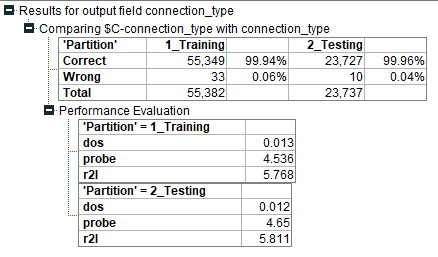 Results for output field connection_type
Comparing $C-connection_type with connection_type
'Partition' 1_Training 2_Testing
Correct 55,349 99.94% 23,727 99.96%
Wrong 33 0.06% 10 0.04%
Total 55,382 23,737
Performance Evaluation
'Partition' = 1_Training
dos 0.013
probe 4.536
r2l 5.768
'Partition' = 2_Testing
dos 0.012
probe 4.65
r2l 5.811